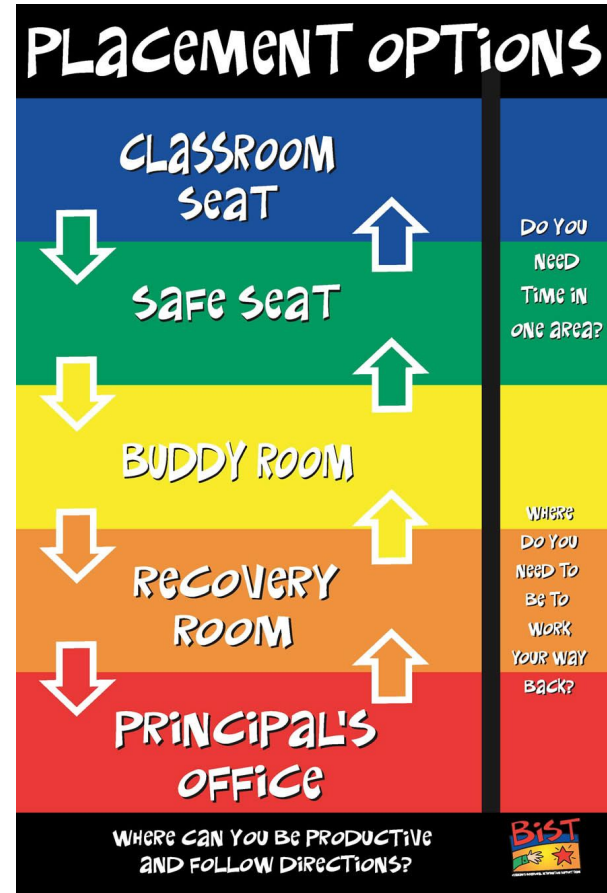 PLACEMENT OPTIONS
CLASSROOM
SEAT
SAFE SEAT
BUDDY ROOM
RECOVERY
ROOM
PRINCIPAL'S
OFFICE
DO YOU
NEED
TIME IN
ONE AREA?
WHERE
DO YOU
NEED TO
BE TO
WORK
YOUR WAY
BACK?
WHERE CAN YOU BE PRODUCTIVE
AND FOLLOW DIRECTIONS?
BiST